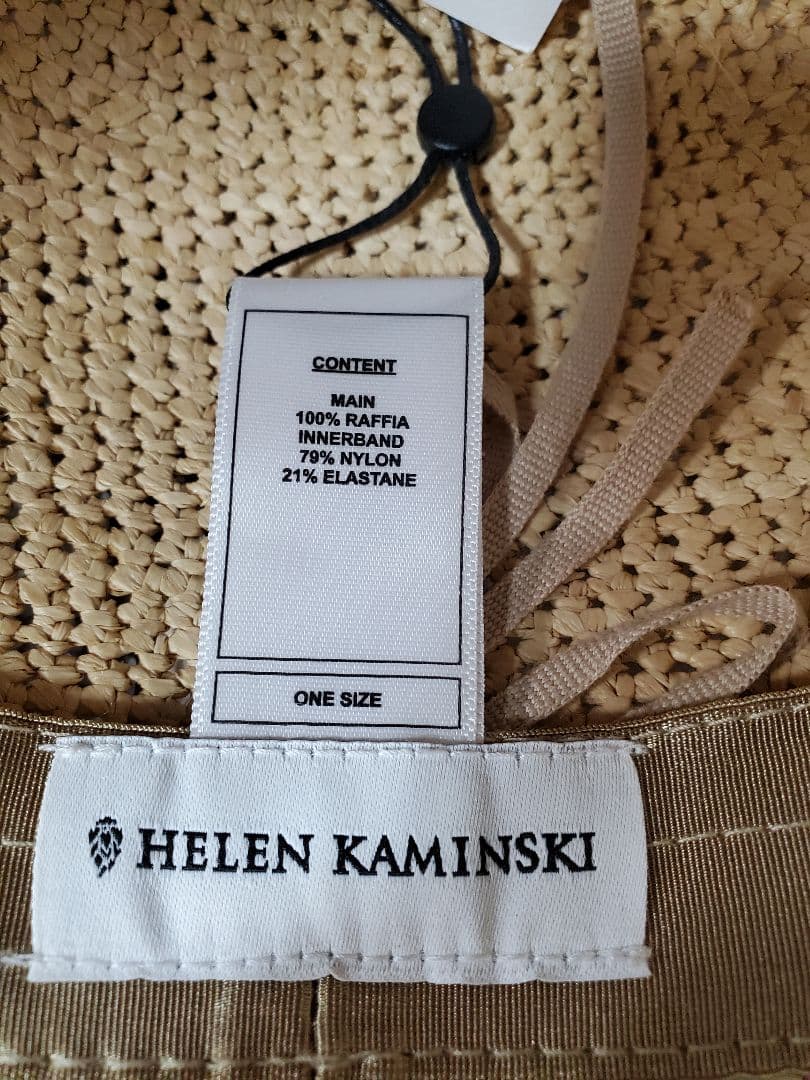 CONTENT
MAIN
100% RAFFIA
INNERBAND
79% NYLON
21% ELASTANE
ONE SIZE
HELEN KAMINSKI